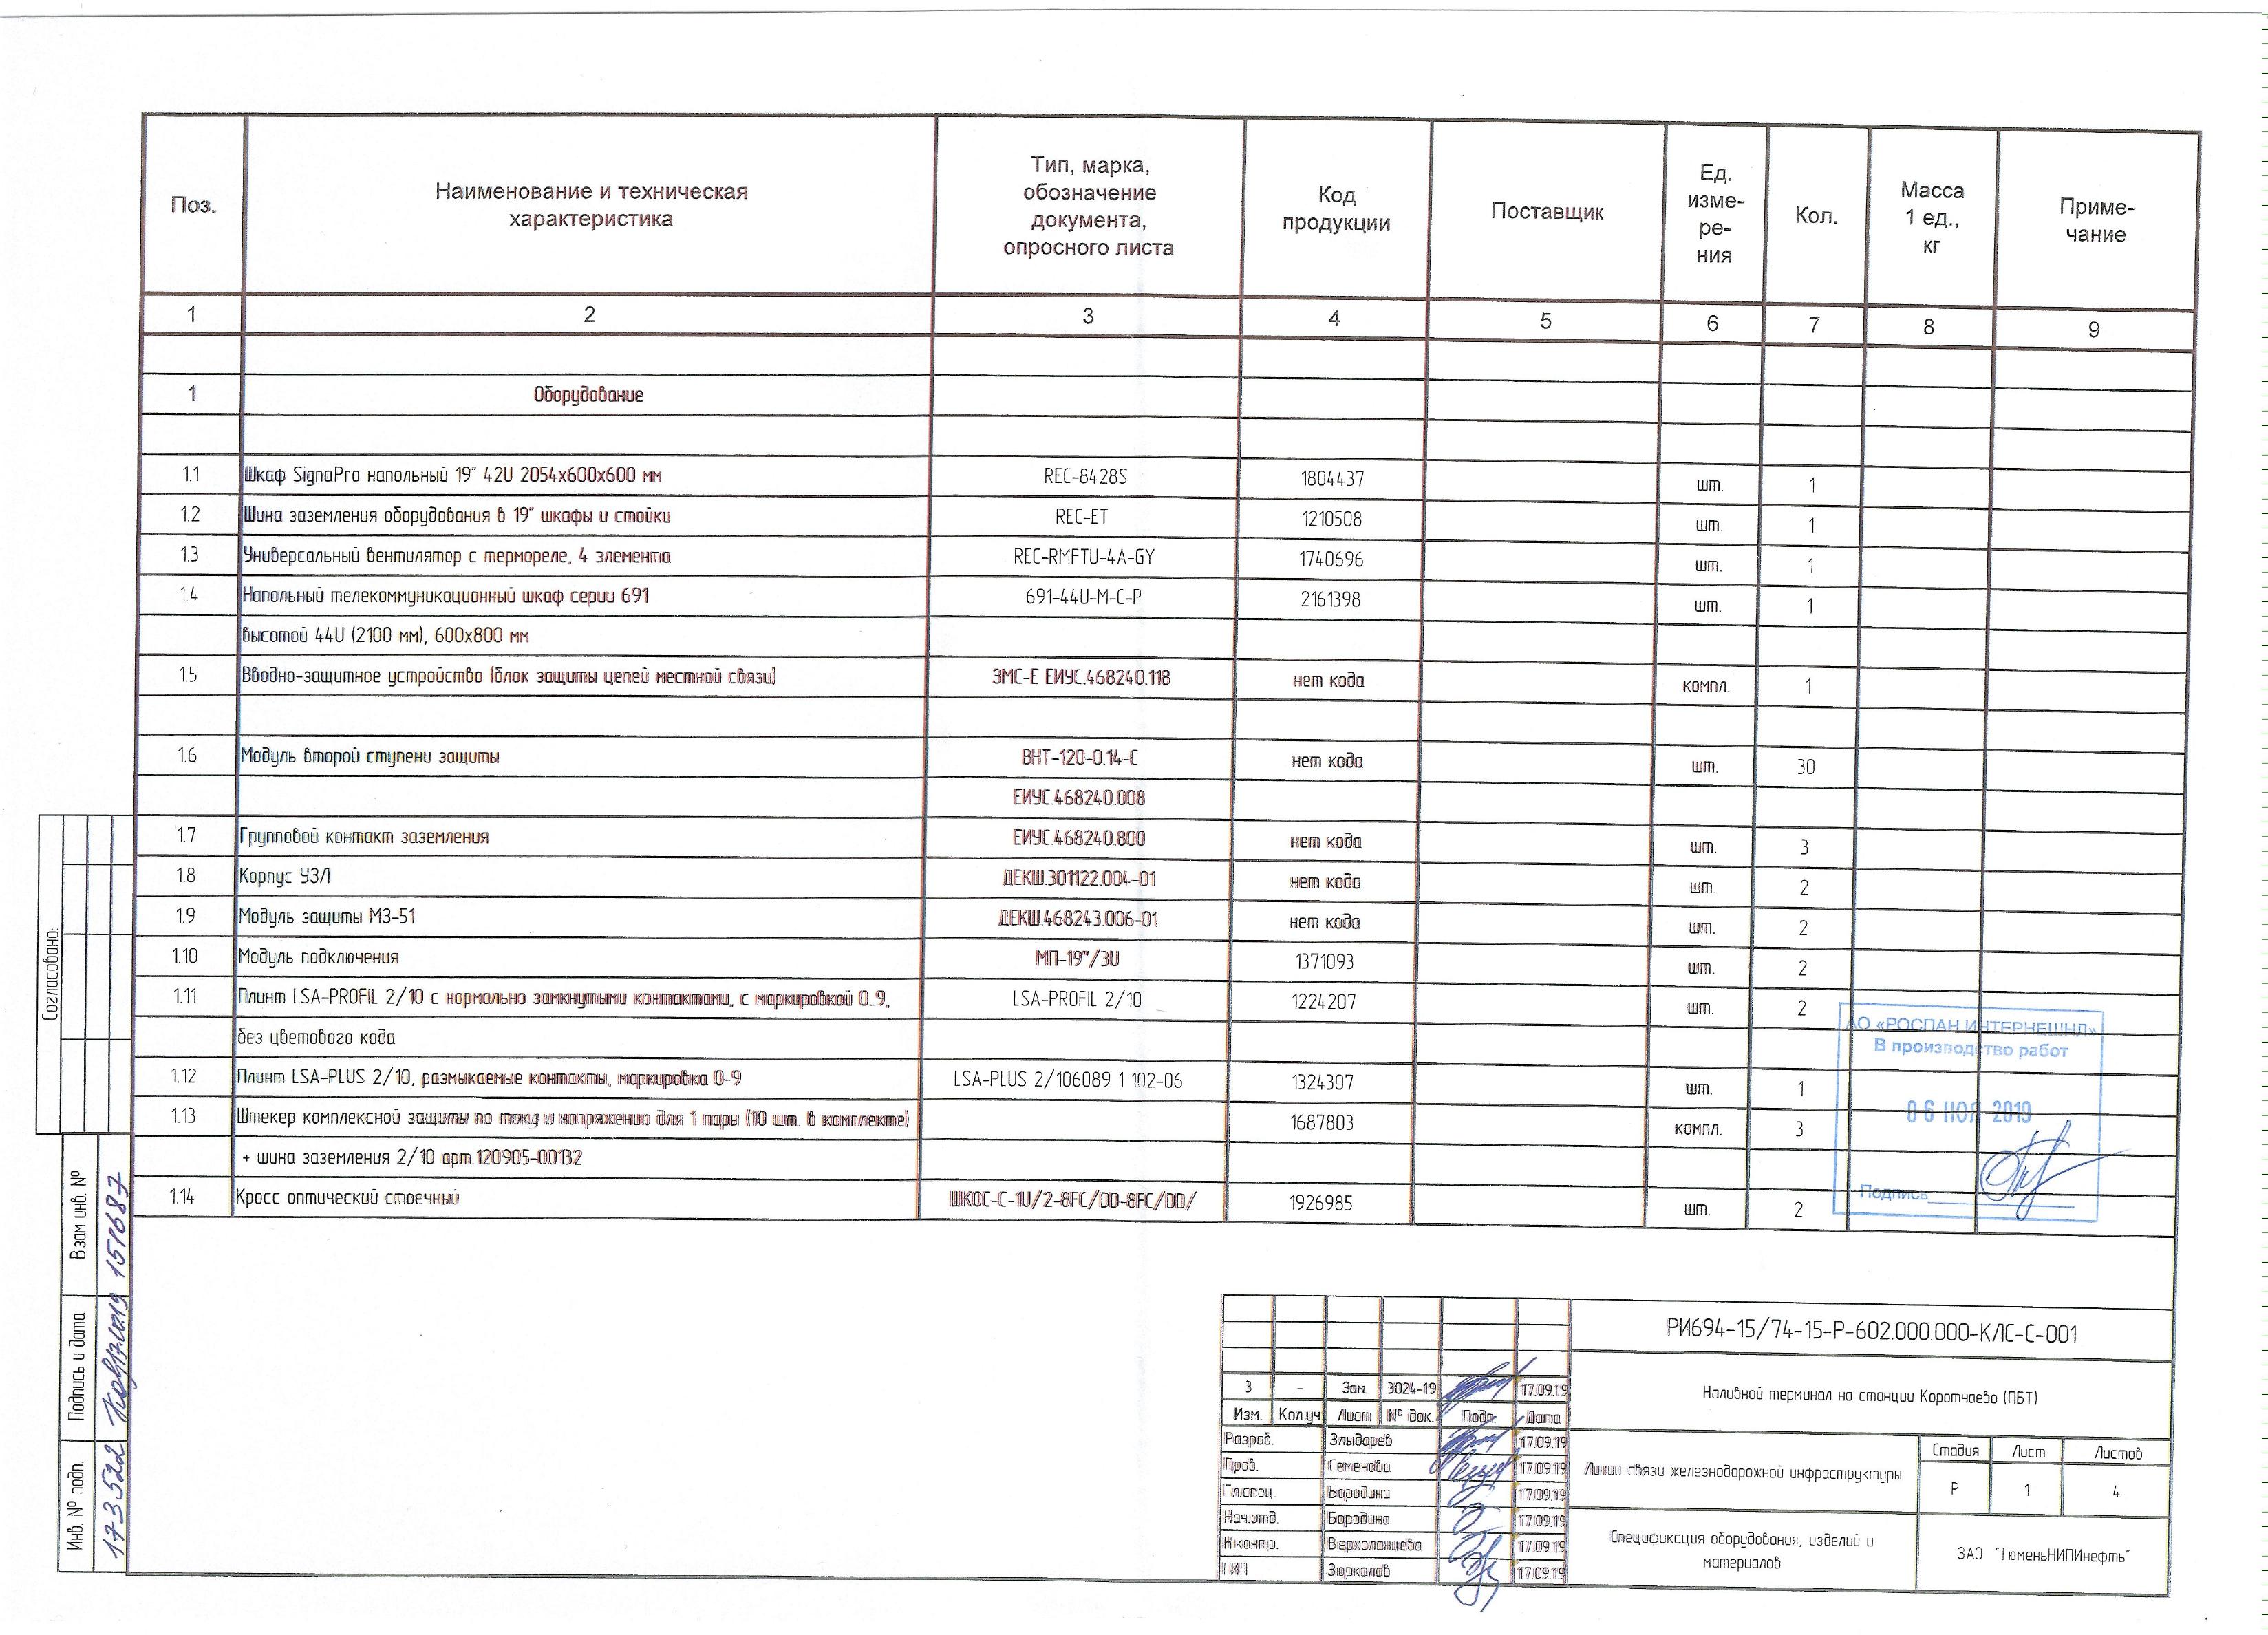 Поз.
Наименование и техническая
характеристика
Тип, марка,
обозначение
документа,
опросного листа
Код
продукции
Поставщик
Ед.
изме-
ре-
ния
Кол.
Масса
1 ед.,
кг
Приме-
чание
1 2 3 4 5 6 7 8 9
1 Оборудование
1.1 Шкаф SignaPro напольный 19" 42U 2054x600x600 мм REC-8428S 1804437 шт. 1
1.2 Шина заземления оборудования в 19" шкафы и стойки REC-ET 1210508 шт. 1
1.3 Универсальный вентилятор с термореле, 4 элемента REC-RMFTU-4A-GY 1740696 шт. 1
1.4 Напольный телекоммуникационный шкаф серии 691 691-44U-M-C-P 2161398 шт. 1
высотой 44U (2100 мм), 600x800 мм
1.5 Вводно-защитное устройство (блок защиты цепей местной связи) ЗМС-Е ЕИУС.468240.118 нет кода компл. 1
1.6 Модуль второй ступени защиты ВНТ-120-0.14-С нет кода шт. 30
ЕИУС.468240.008
1.7 Групповой контакт заземления ЕИУС.468240.800 нет кода шт. 3
1.8 Корпус УЗЛ ДЕКШ.301122.004-01 нет кода шт. 2
1.9 Модуль защиты МЗ-51 ДЕКШ.468243.006-01 нет кода шт. 2
1.10 Модуль подключения МП-19"/3U 1371093 шт. 2
1.11 Плинт LSA-PROFIL 2/10 с нормально замкнутыми контактами, с маркировкой 0..9, LSA-PROFIL 2/10 1224207 шт. 2
без цветового кода
1.12 Плинт LSA-PLUS 2/10, размыкаемые контакты, маркировка 0-9 LSA-PLUS 2/106089 1 102-06 1324307 шт. 1
1.13 Штекер комплексной защиты по току и напряжению для 1 пары (10 шт. в комплекте) 1687803 компл. 3
+ шина заземления 2/10 арт.120905-00132
1.14 Кросс оптический стоечный ШКОС-С-1U/2-8FC/DD-8FC/DD/ 1926985 шт. 2
АО «РОСПАН ИНТЕРНЕШНЛ»
В производство работ
06 НОЯ 2019
Подпись
Согласовано:
Взам инв. №
151687
Подпись и дата
Инв. № подл.
1733522
РИ694-15/74-15-Р-602.000.000-КЛС-С-001
Наливной терминал на станции Коротчаево (ПБТ)
3 - Зам. 3024-19 17.09.19
Изм. Кол.уч Лист № док. Подп. Дата
Разраб. Злыдарев 17.09.19
Пров. Семенова 17.09.19
Гл.спец. Бородина 17.09.19
Нач.отд. Бородина 17.09.19
Н.контр. Верхоланцева 17.09.19
ГИП Зюркалов 17.09.19
Линии связи железнодорожной инфраструктуры
Стадия Лист Листов
Р 1 4
Спецификация оборудования, изделий и
материалов
ЗАО "ТюменьНИПИнефть"